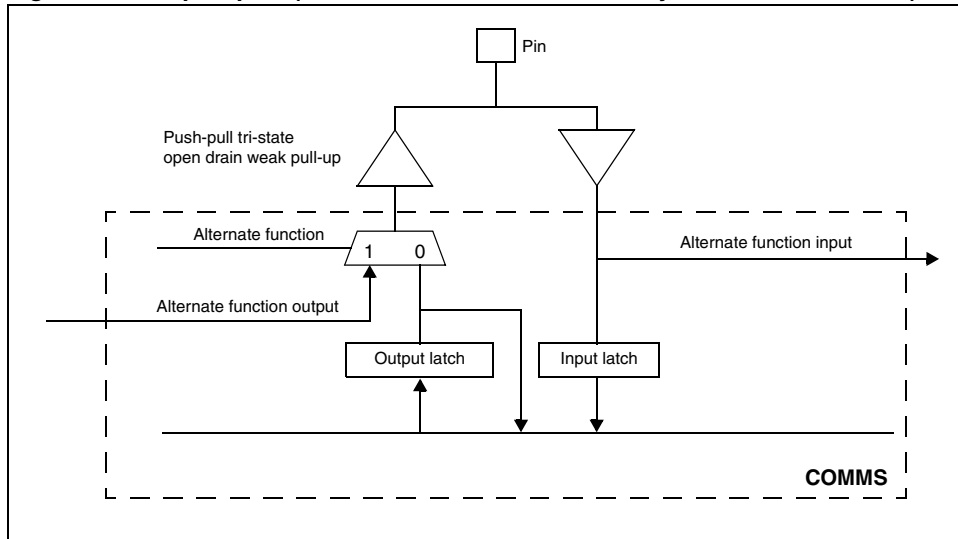 Pin
Push-pull tri-state
open drain weak pull-up
Alternate function
1 0
Alternate function input
Alternate function output
Output latch
Input latch
COMMS